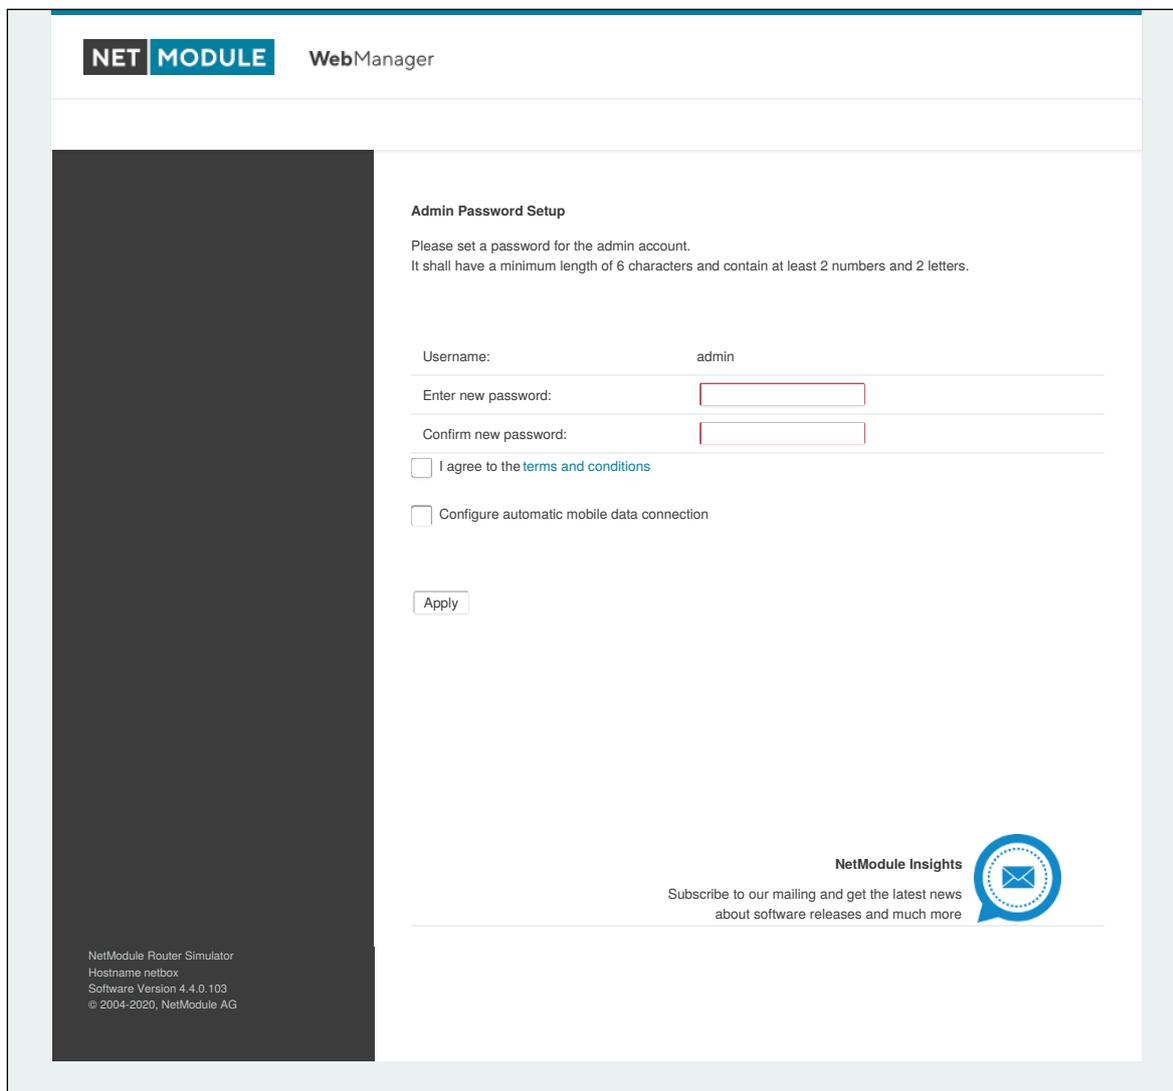 NET MODULE WebManager
Admin Password Setup
Please set a password for the admin account.
It shall have a minimum length of 6 characters and contain at least 2 numbers and 2 letters.
Username: admin
Enter new password:
Confirm new password:
I agree to the terms and conditions
Configure automatic mobile data connection
Apply
NetModule Insights
Subscribe to our mailing and get the latest news
about software releases and much more
NetModule Router Simulator
Hostname netbox
Software Version 4.4.0.103
© 2004-2020, NetModule AG